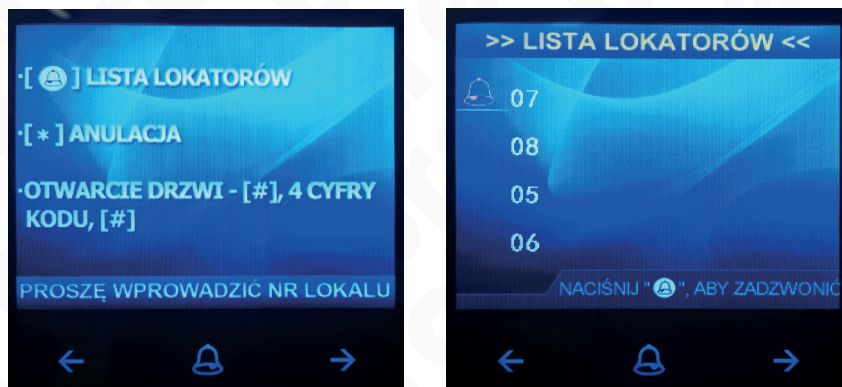 ·[ ] LISTA LOKATORÓW
·[ * ] ANULACJA
·OTWARCIE DRZWI - [#], 4 CYFRY
KODU, [#]
PROSZĘ WPROWADZIĆ NR LOKALU
>> LISTA LOKATORÓW <<
07
08
05
06
NACIŚNIJ " ", ABY ZADZWONIĆ